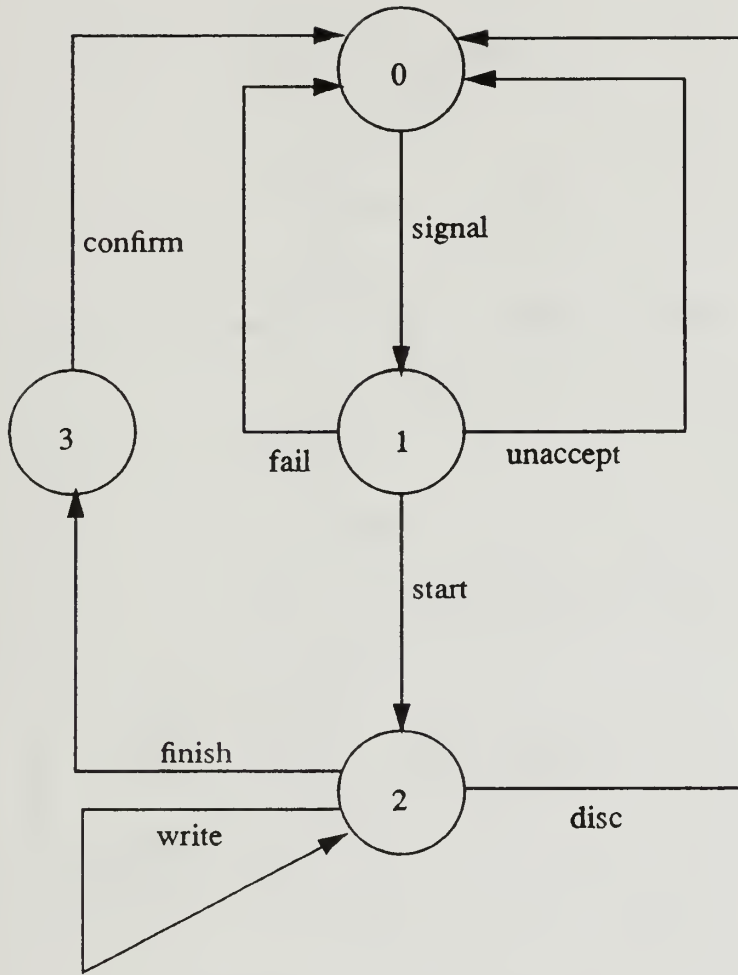 0
signal
confirm
3
1
fail
unaccept
start
finish
2
write
disc